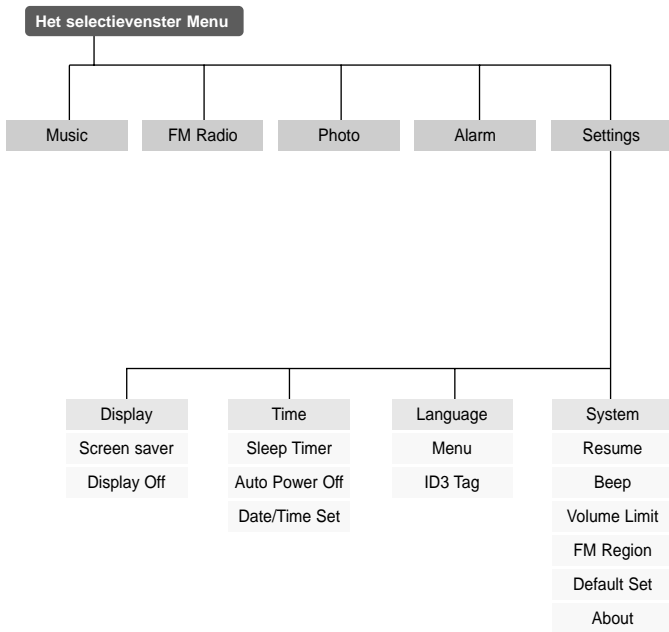 Het selectievenster Menu
Music FM Radio Photo Alarm Settings
Display Time Language System
Screen saver Sleep Timer Menu Resume
Display Off Auto Power Off ID3 Tag Beep
Date/Time Set Volume Limit
FM Region
Default Set
About